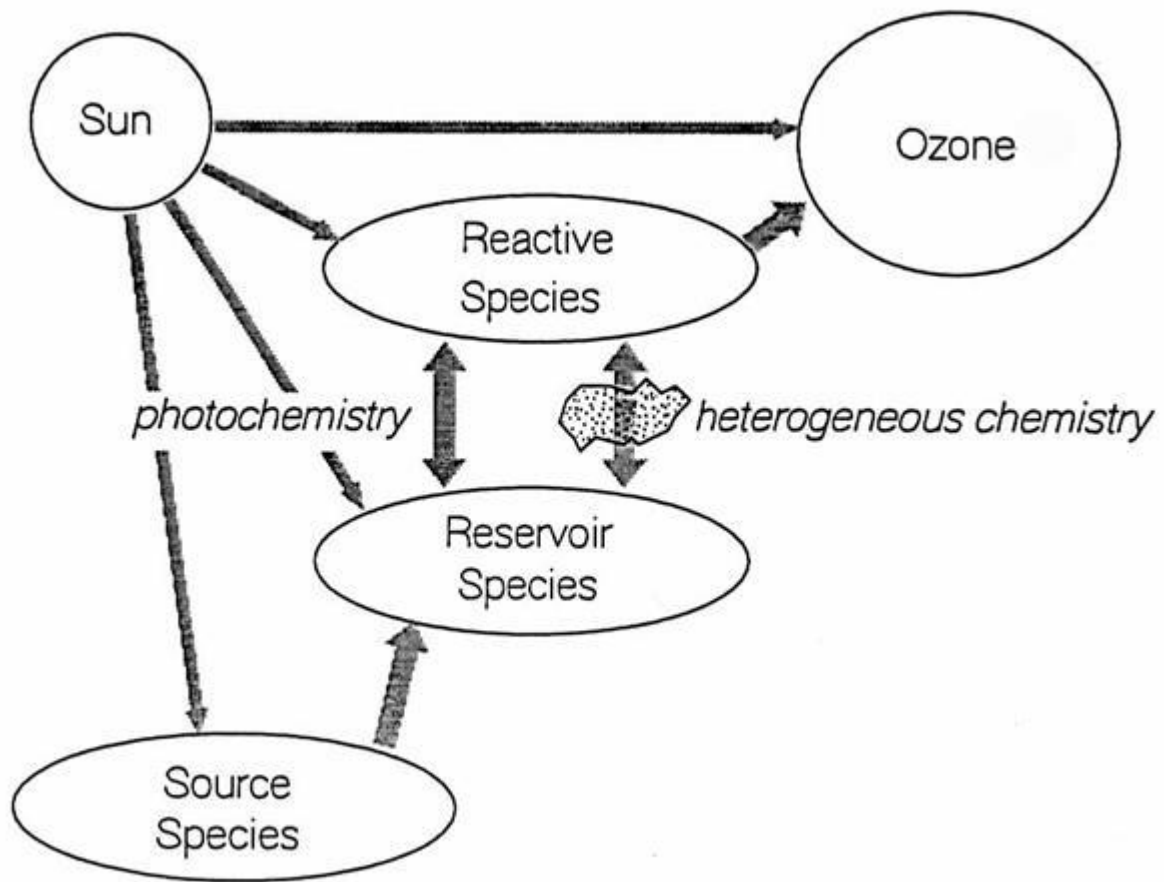 Sun
Ozone
Reactive
Species
photochemistry
heterogeneous chemistry
Reservoir
Species
Source
Species